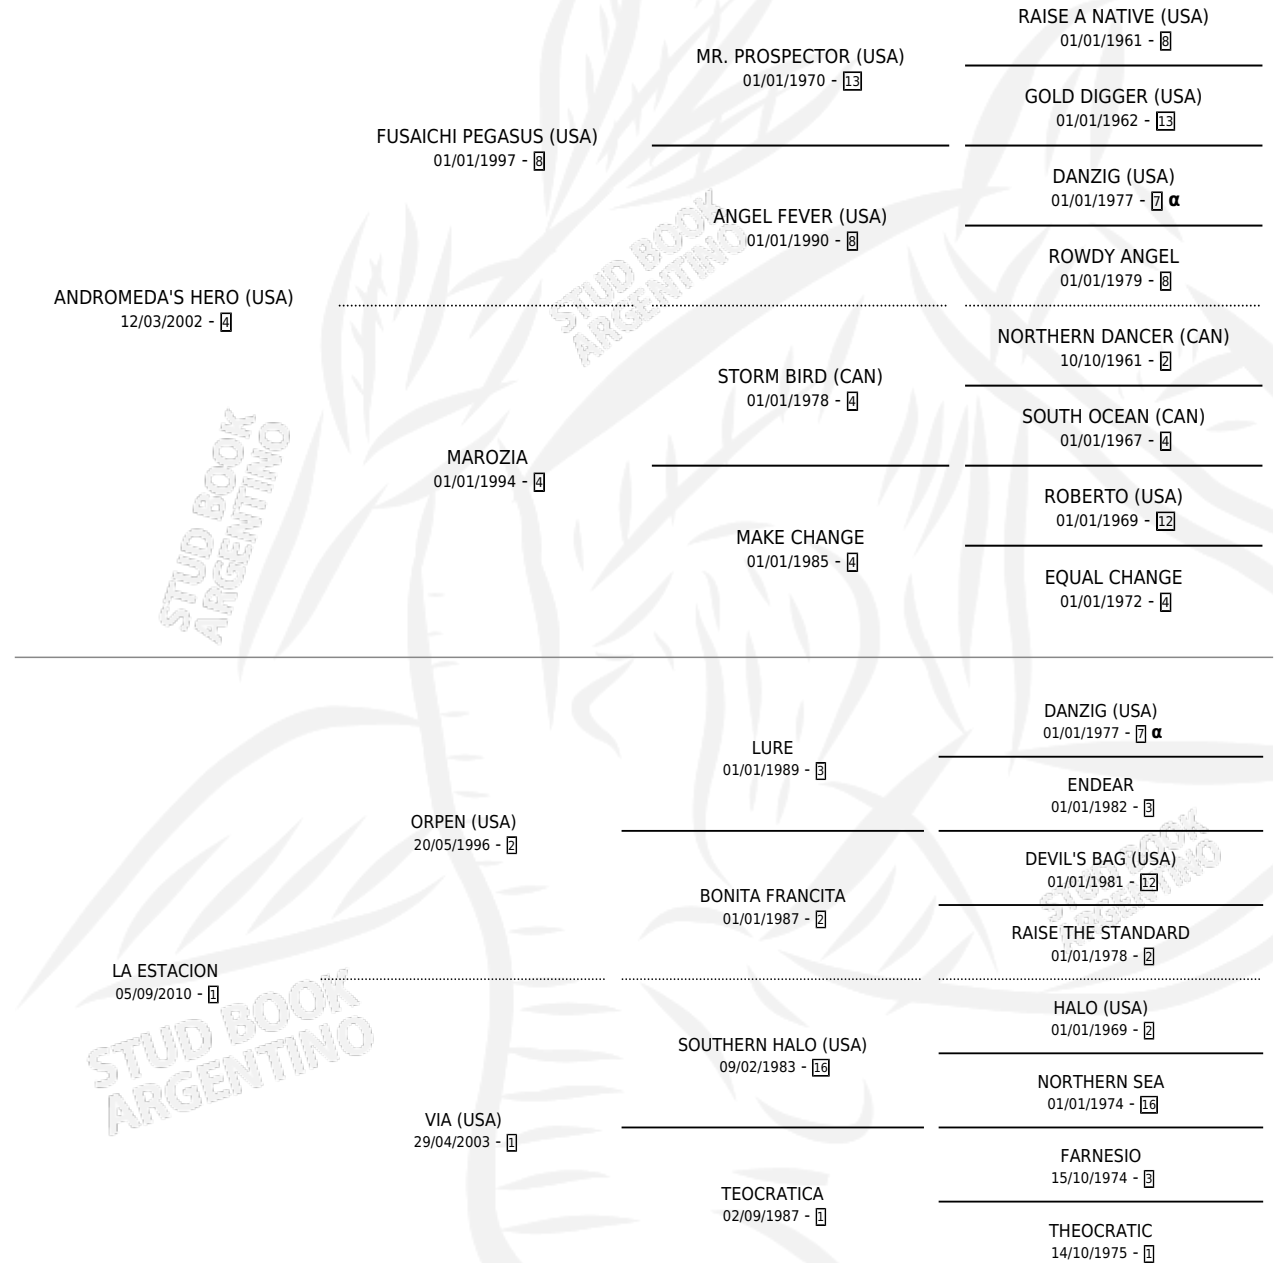 RAISE A NATIVE (USA)
01/01/1961 - 8
MR. PROSPECTOR (USA)
01/01/1970 - 13
GOLD DIGGER (USA)
01/01/1962 - 13
FUSAICHI PEGASUS (USA)
01/01/1997 - 8
DANZIG (USA)
01/01/1977 - 7 α
ANGEL FEVER (USA)
01/01/1990 - 8
ROWDY ANGEL
01/01/1979 - 8
ANDROMEDA'S HERO (USA)
12/03/2002 - 4
NORTHERN DANCER (CAN)
10/10/1961 - 2
STORM BIRD (CAN)
01/01/1978 - 4
SOUTH OCEAN (CAN)
01/01/1967 - 4
MAROZIA
01/01/1994 - 4
ROBERTO (USA)
01/01/1969 - 12
MAKE CHANGE
01/01/1985 - 4
EQUAL CHANGE
01/01/1972 - 4
DANZIG (USA)
01/01/1977 - 7 α
LURE
01/01/1989 - 3
ENDEAR
01/01/1982 - 3
ORPEN (USA)
20/05/1996 - 2
DEVIL'S BAG (USA)
01/01/1981 - 12
BONITA FRANCITA
01/01/1987 - 2
RAISE THE STANDARD
01/01/1978 - 2
LA ESTACION
05/09/2010 - 1
HALO (USA)
01/01/1969 - 2
SOUTHERN HALO (USA)
09/02/1983 - 16
NORTHERN SEA
01/01/1974 - 16
VIA (USA)
29/04/2003 - 1
FARNESIO
15/10/1974 - 3
TEOCRATICA
02/09/1987 - 1
THEOCRATIC
14/10/1975 - 1
STUD BOOK
ARGENTINO
STUD BOOK
ARGENTINO
STUD BOOK
ARGENTINO
STUD BOOK
ARGENTINO